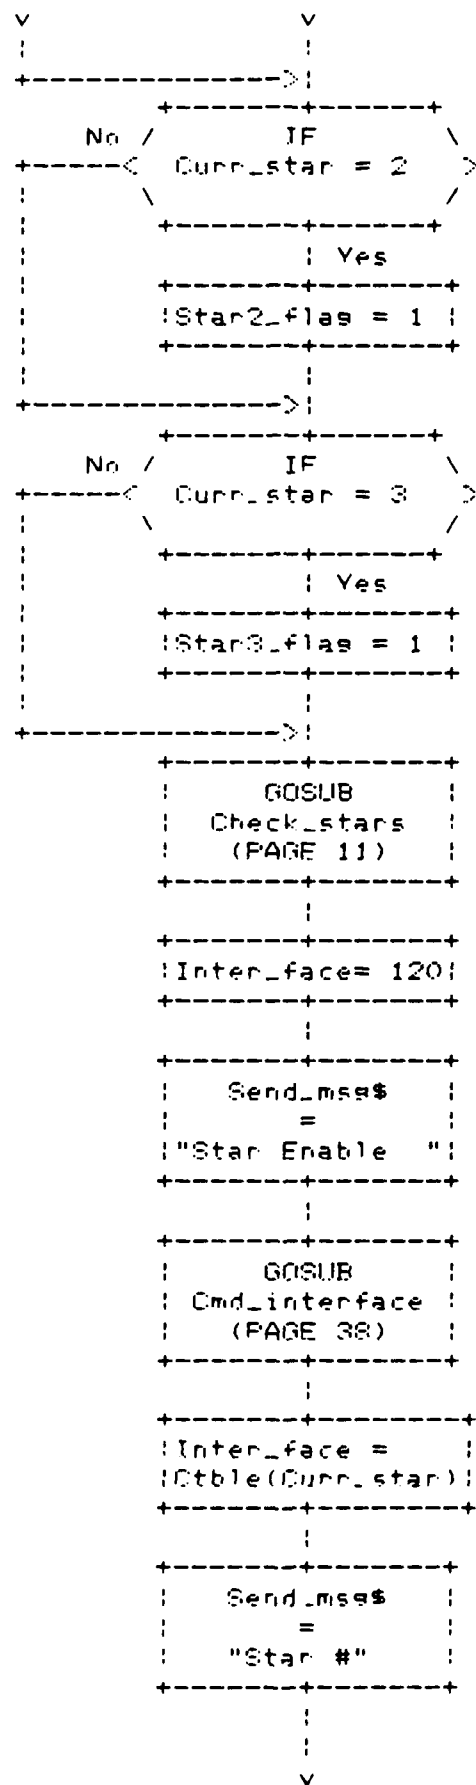 No
IF
Curr_star = 2
Yes
Star2_flag = 1
No
IF
Curr_star = 3
Yes
Star3_flag = 1
GOSUB
Check_stars
(PAGE 11)
Inter_face= 120
Send_msg$
=
"Star Enable  "
GOSUB
Cmd_interface
(PAGE 38)
Inter_face =
Ctble(Curr_star)
Send_msg$
=
"Star #"